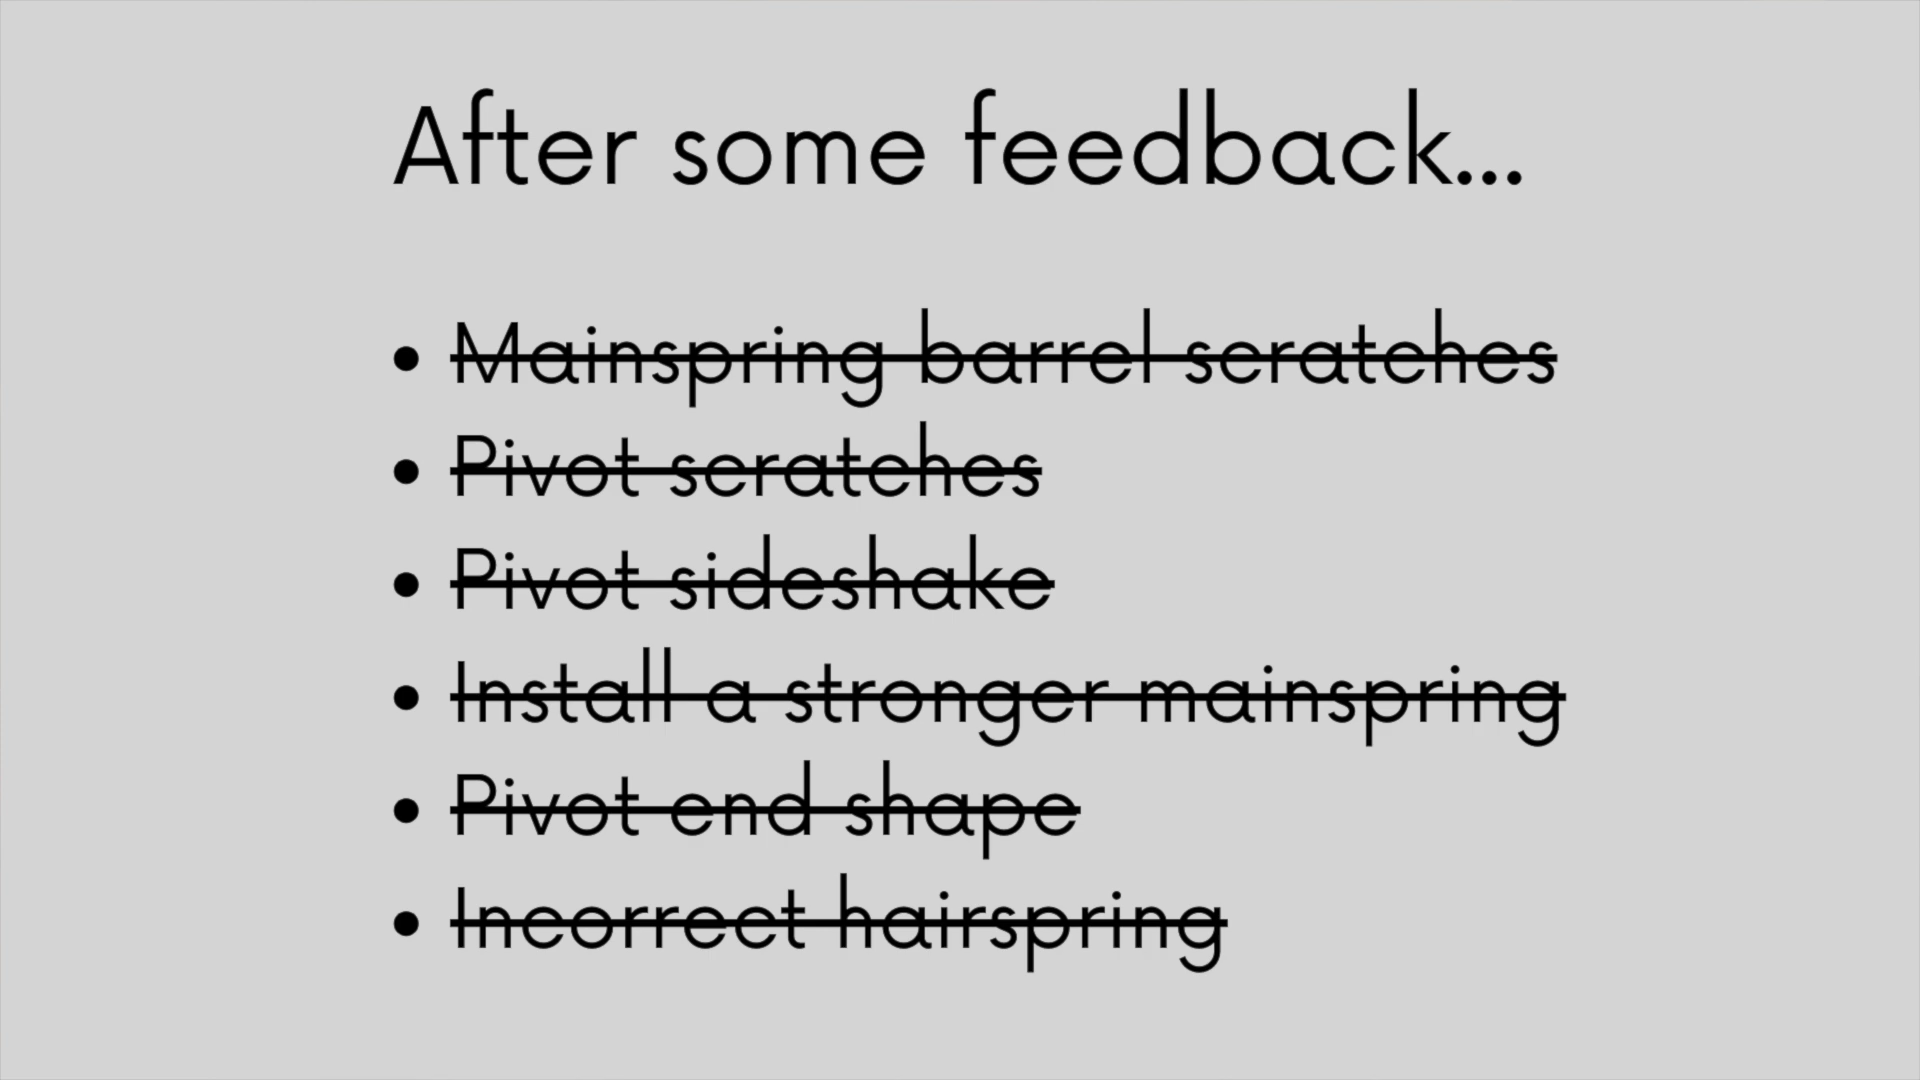 After some feedback...
• Mainspring barrel scratches
• Pivot scratches
• Pivot sideshake
• Install a stronger mainspring
• Pivot end shape
• Incorrect hairspring